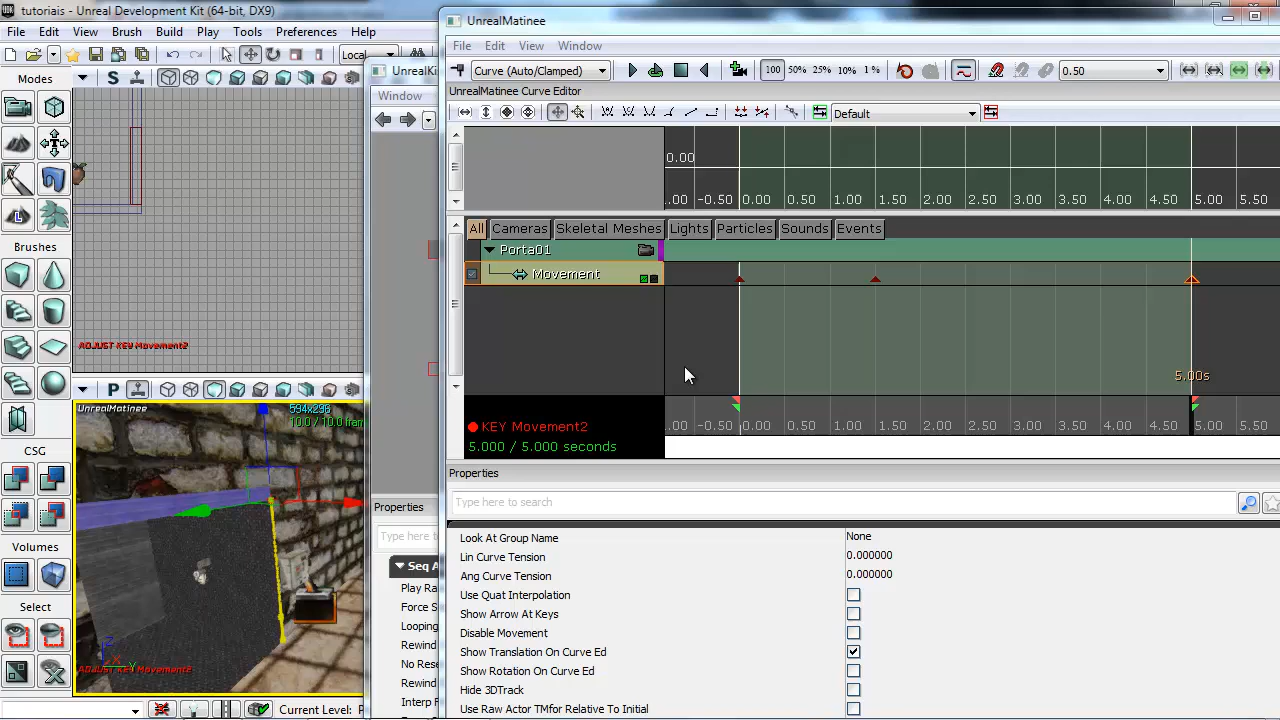 tutoriais - Unreal Development Kit (64-bit, DX9)
File Edit View Brush Build Play Tools Preferences Help
Local
Modes
Brushes
CSG
Volumes
Select
ADJUST KEY Movement2
UnrealMatinee
594x293
ADJUST KEY Movement2
Current Level:
Window
Properties
Type here
Play Ra
Force S
Looping
Rewind
No Res
Rewind
Interp F
UnrealMatinee
File Edit View Window
Curve (Auto/Clamped)
100 50% 25% 10% 1 %
0.50
UnrealMatinee Curve Editor
Default
0.00
.00 -0.50 0.00 0.50 1.00 1.50 2.00 2.50 3.00 3.50 4.00 4.50 5.00 5.50
All Cameras Skeletal Meshes Lights Particles Sounds Events
Porta01
Movement
5.00s
.00 -0.50 0.00 0.50 1.00 1.50 2.00 2.50 3.00 3.50 4.00 4.50 5.00 5.50
KEY Movement2
5.000 / 5.000 seconds
Properties
Type here to search
Look At Group Name None
Lin Curve Tension 0.000000
Ang Curve Tension 0.000000
Use Quat Interpolation
Show Arrow At Keys
Disable Movement
Show Translation On Curve Ed
Show Rotation On Curve Ed
Hide 3DTrack
Use Raw Actor TMfor Relative To Initial